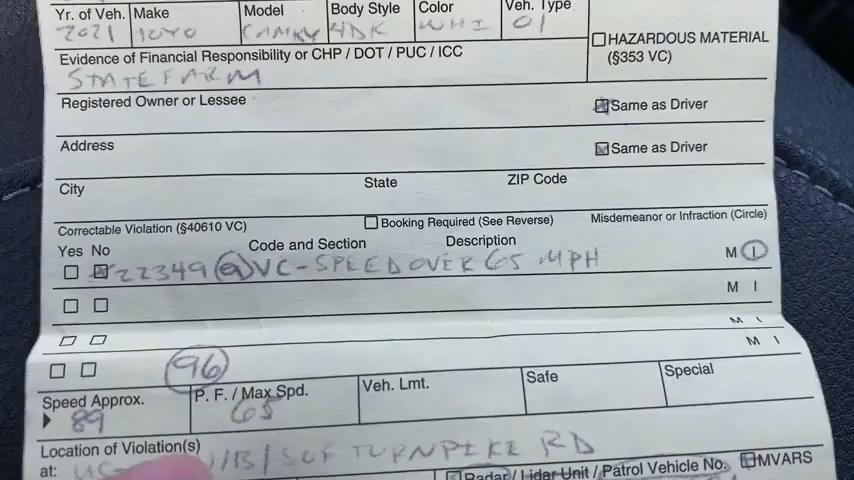 Yr. of Veh. Make Model Body Style Color Veh. Type
2021 TOYO CAMRY 4DR WHI 01
HAZARDOUS MATERIAL
(§353 VC)
Evidence of Financial Responsibility or CHP / DOT / PUC / ICC
STATE FARM
Registered Owner or Lessee Same as Driver
Address Same as Driver
City State ZIP Code
Correctable Violation (§40610 VC) Booking Required (See Reverse) Misdemeanor or Infraction (Circle)
Yes No Code and Section Description
22349(a)VC-SPEED OVER 65 MPH M I
M I
M I
M I
96
Speed Approx. P. F. / Max Spd. Veh. Lmt. Safe Special
89 65
Location of Violation(s)
at: /B/SOF TURNPIKE RD
Radar / Lidar Unit / Patrol Vehicle No. MVARS